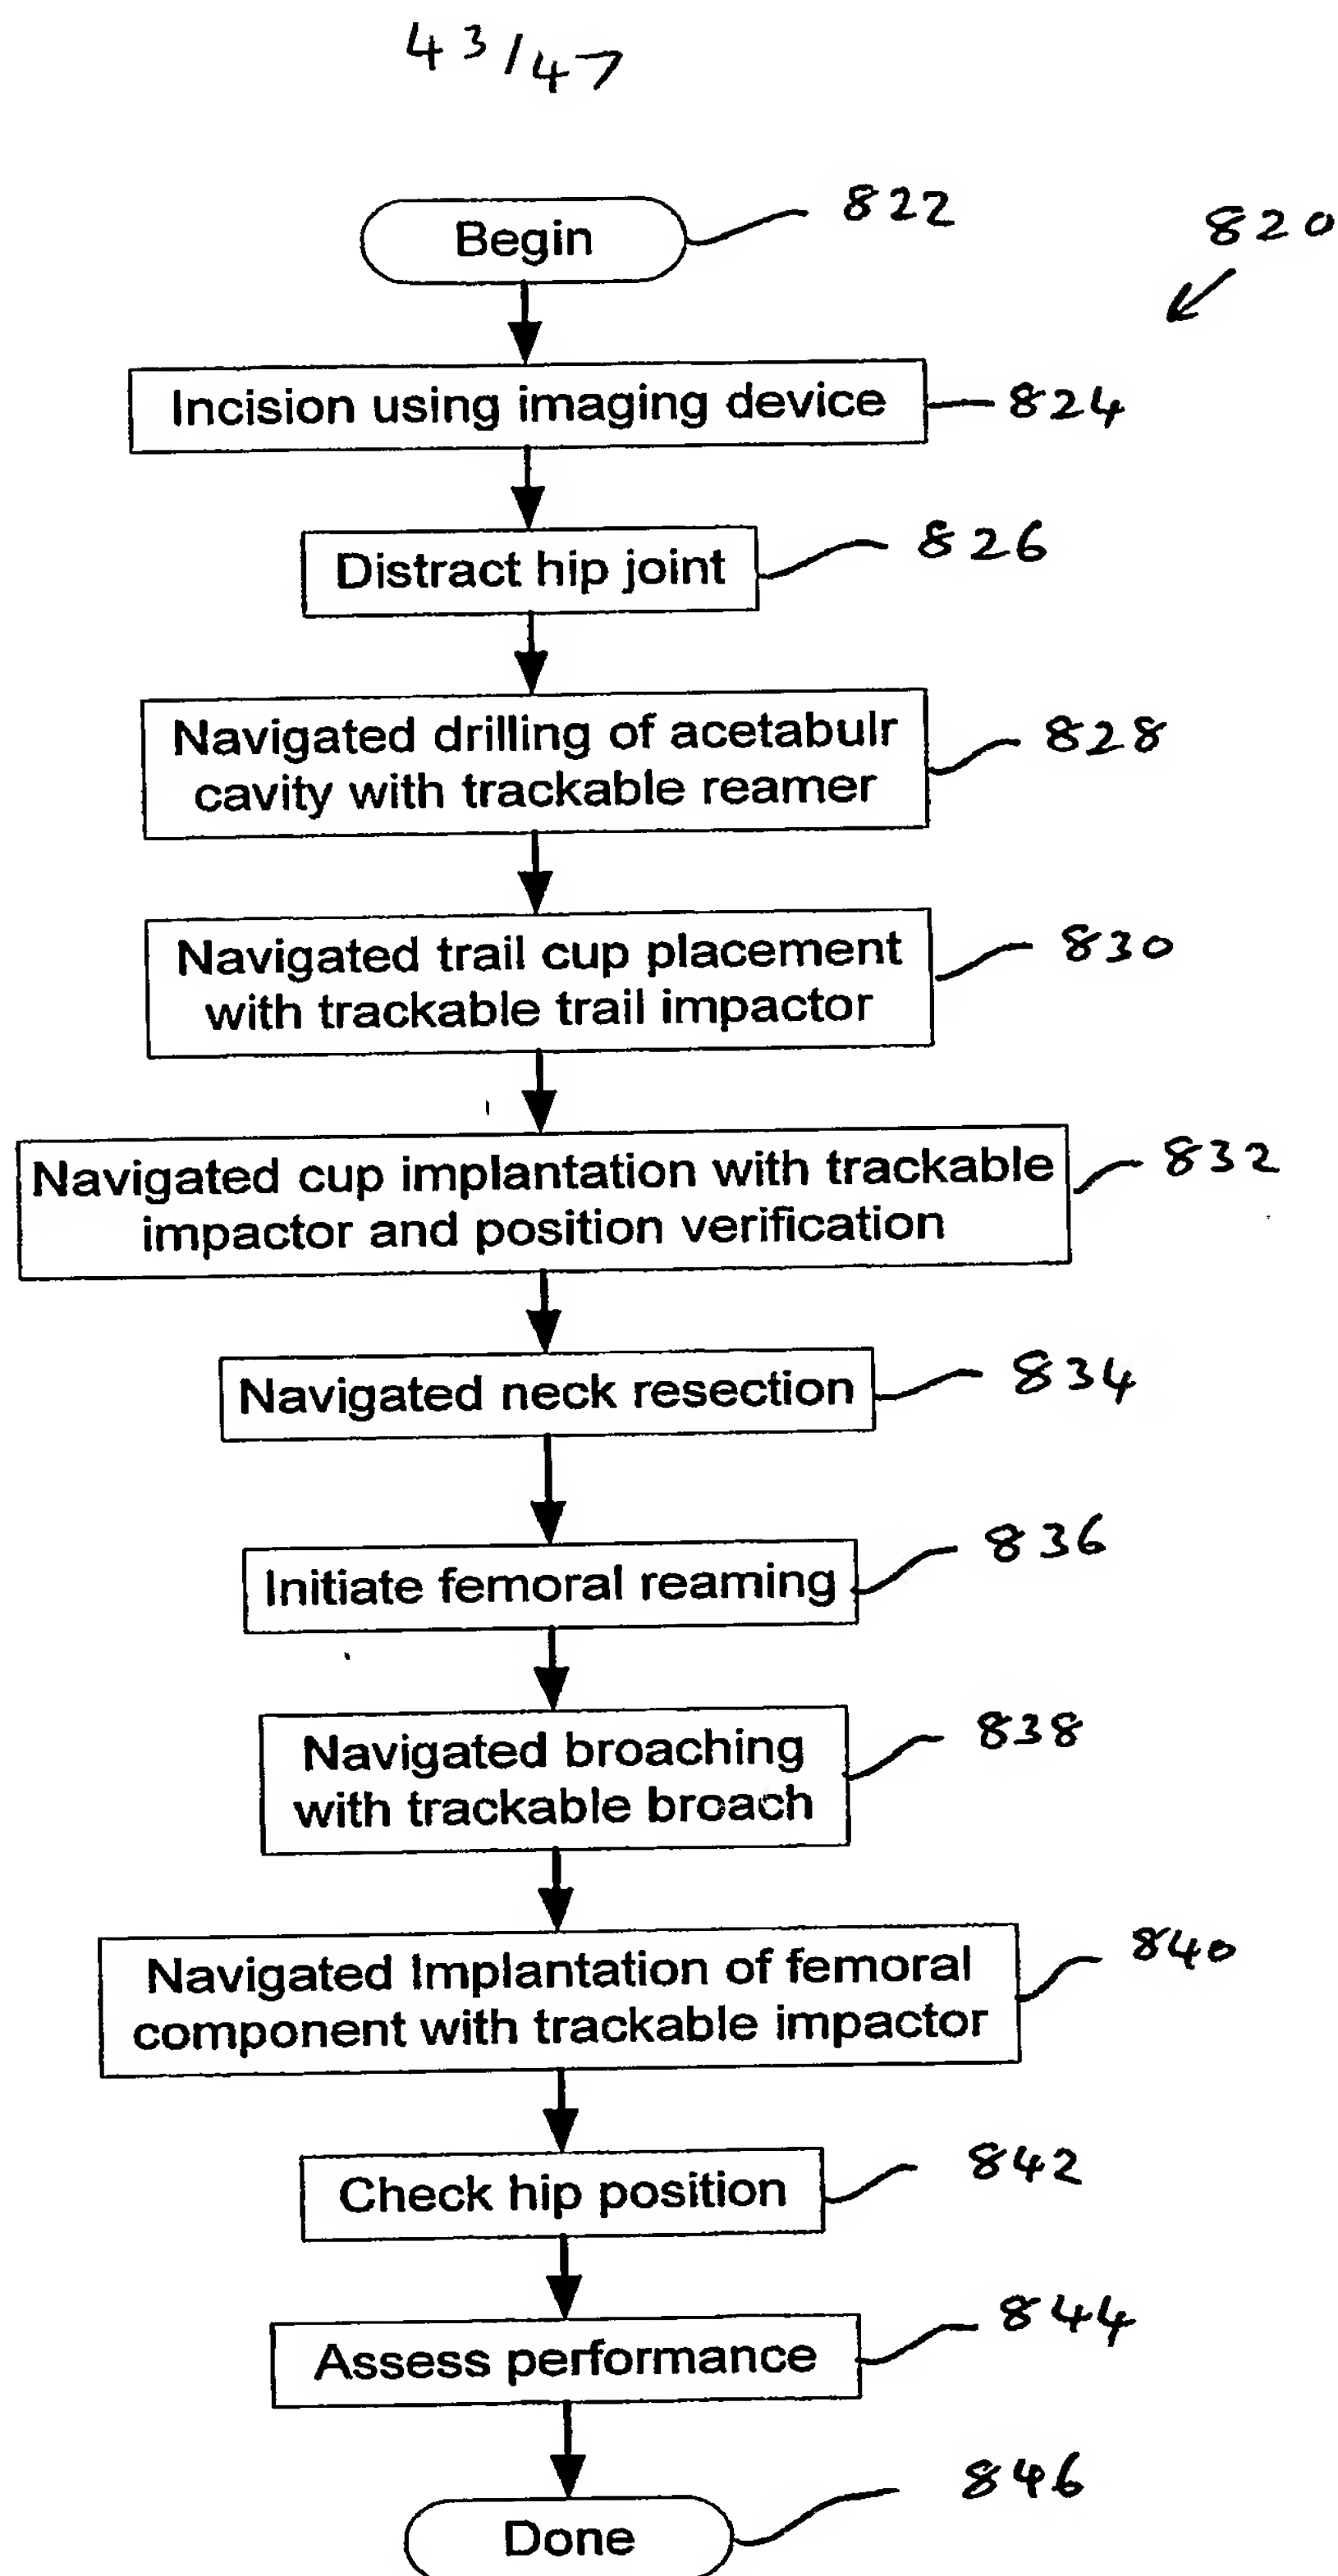 43/47
Begin
822
820
Incision using imaging device
824
Distract hip joint
826
Navigated drilling of acetabulr
cavity with trackable reamer
828
Navigated trail cup placement
with trackable trail impactor
830
Navigated cup implantation with trackable
impactor and position verification
832
Navigated neck resection
834
Initiate femoral reaming
836
Navigated broaching
with trackable broach
838
Navigated Implantation of femoral
component with trackable impactor
840
Check hip position
842
Assess performance
844
Done
846